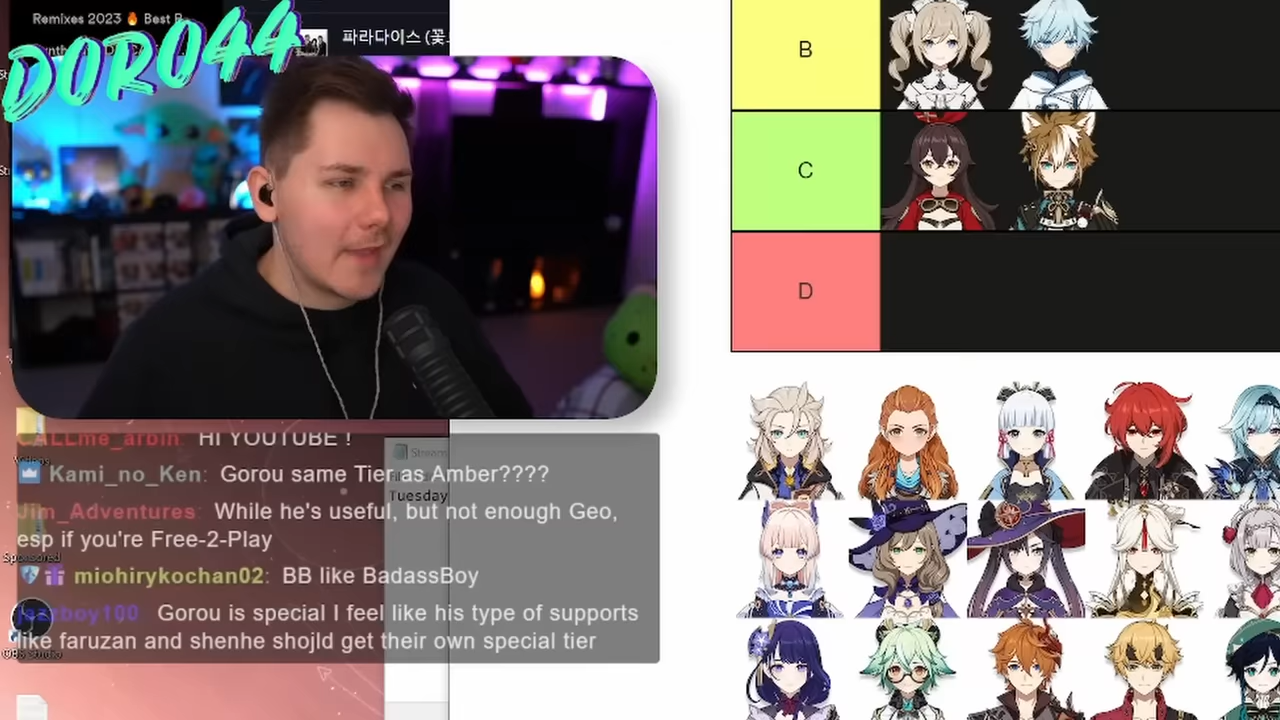 Remixes 2023 🔥 Best R
파라다이스 (꽃
DORO44
B
C
D
CALLme_arbin: HI YOUTUBE !
Kami_no_Ken: Gorou same Tier as Amber????
Jim_Adventures: While he's useful, but not enough Geo,
esp if you're Free-2-Play
miohirykochan02: BB like BadassBoy
jazzboy100 Gorou is special I feel like his type of supports
like faruzan and shenhe shojld get their own special tier
Tuesday
Sponsored